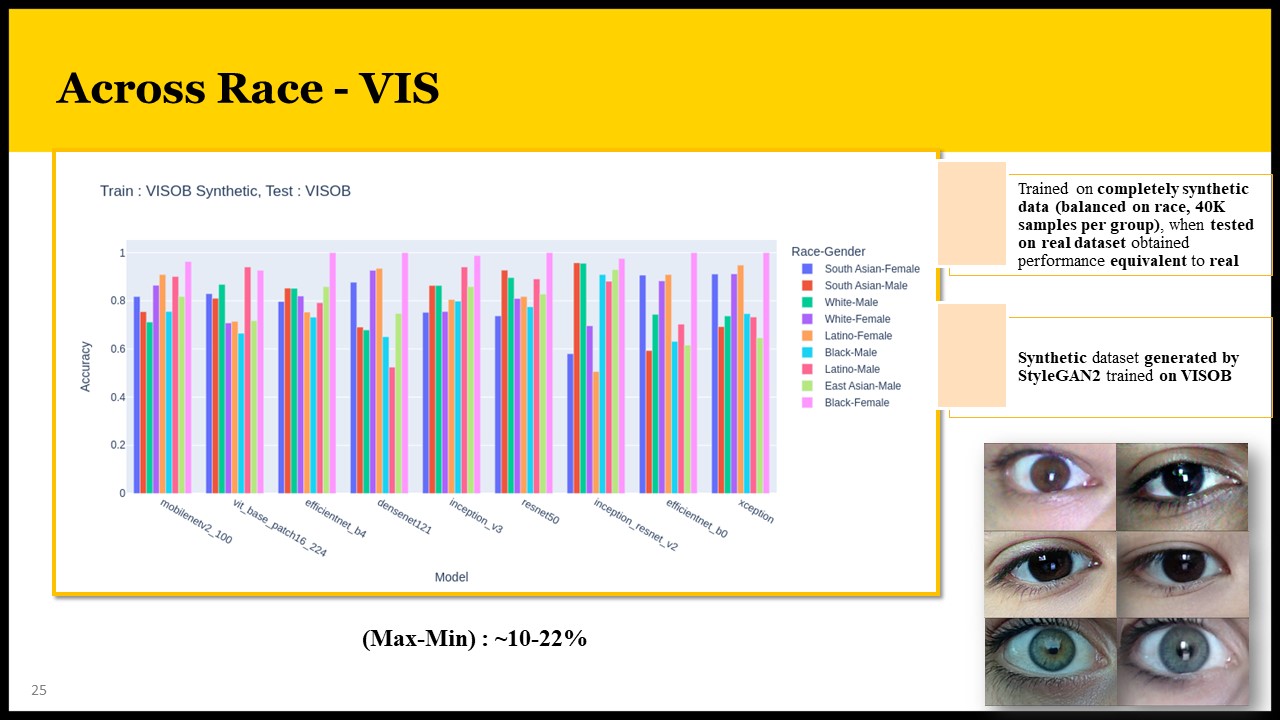 Across Race - VIS
Train : VISOB Synthetic, Test : VISOB
1
0.8
0.6
0.4
0.2
0
Accuracy
mobilenetv2_100
vit_base_patch16_224
efficientnet_b4
densenet121
inception_v3
resnet50
inception_resnet_v2
efficientnet_b0
xception
Model
Race-Gender
South Asian-Female
South Asian-Male
White-Male
White-Female
Latino-Female
Black-Male
Latino-Male
East Asian-Male
Black-Female
Trained on completely synthetic
data (balanced on race, 40K
samples per group), when tested
on real dataset obtained
performance equivalent to real
Synthetic dataset generated by
StyleGAN2 trained on VISOB
(Max-Min) : ~10-22%
25